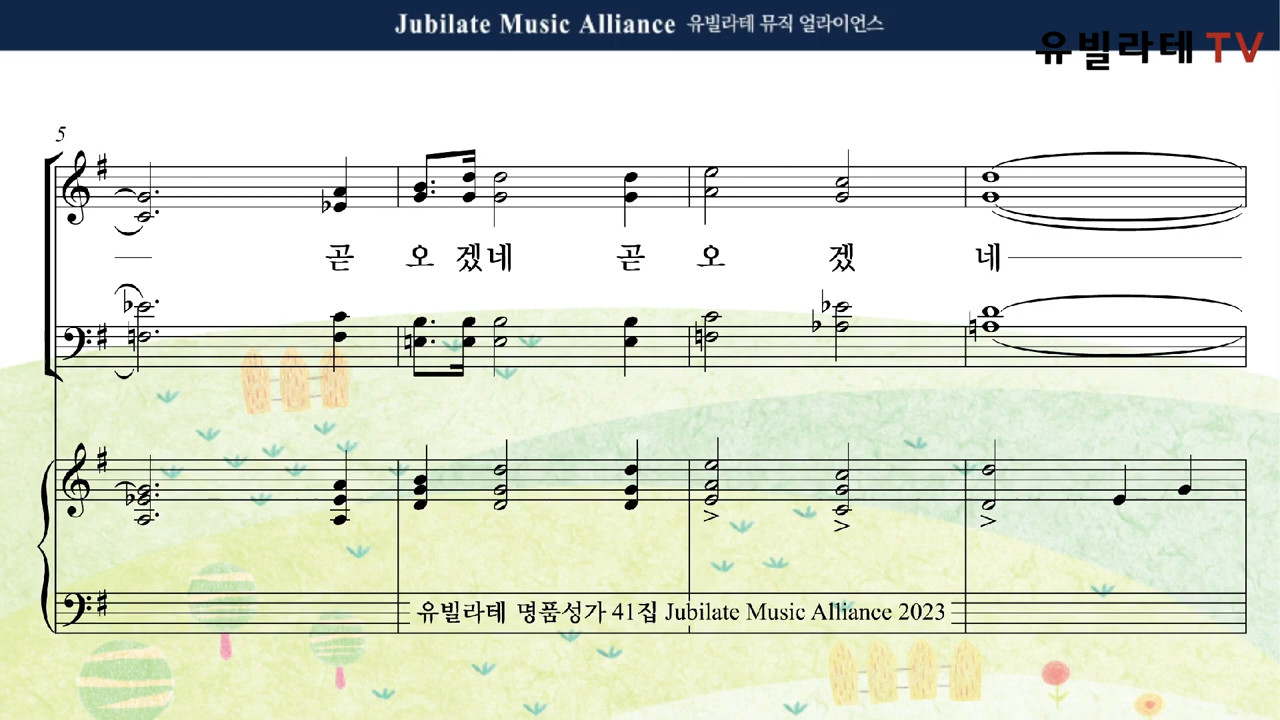 Jubilate Music Alliance 유빌라테 뮤직 얼라이언스
유빌라테 TV
5
곧 오 겠 네 곧 오 겠 네
유빌라테 명품성가 41집 Jubilate Music Alliance 2023